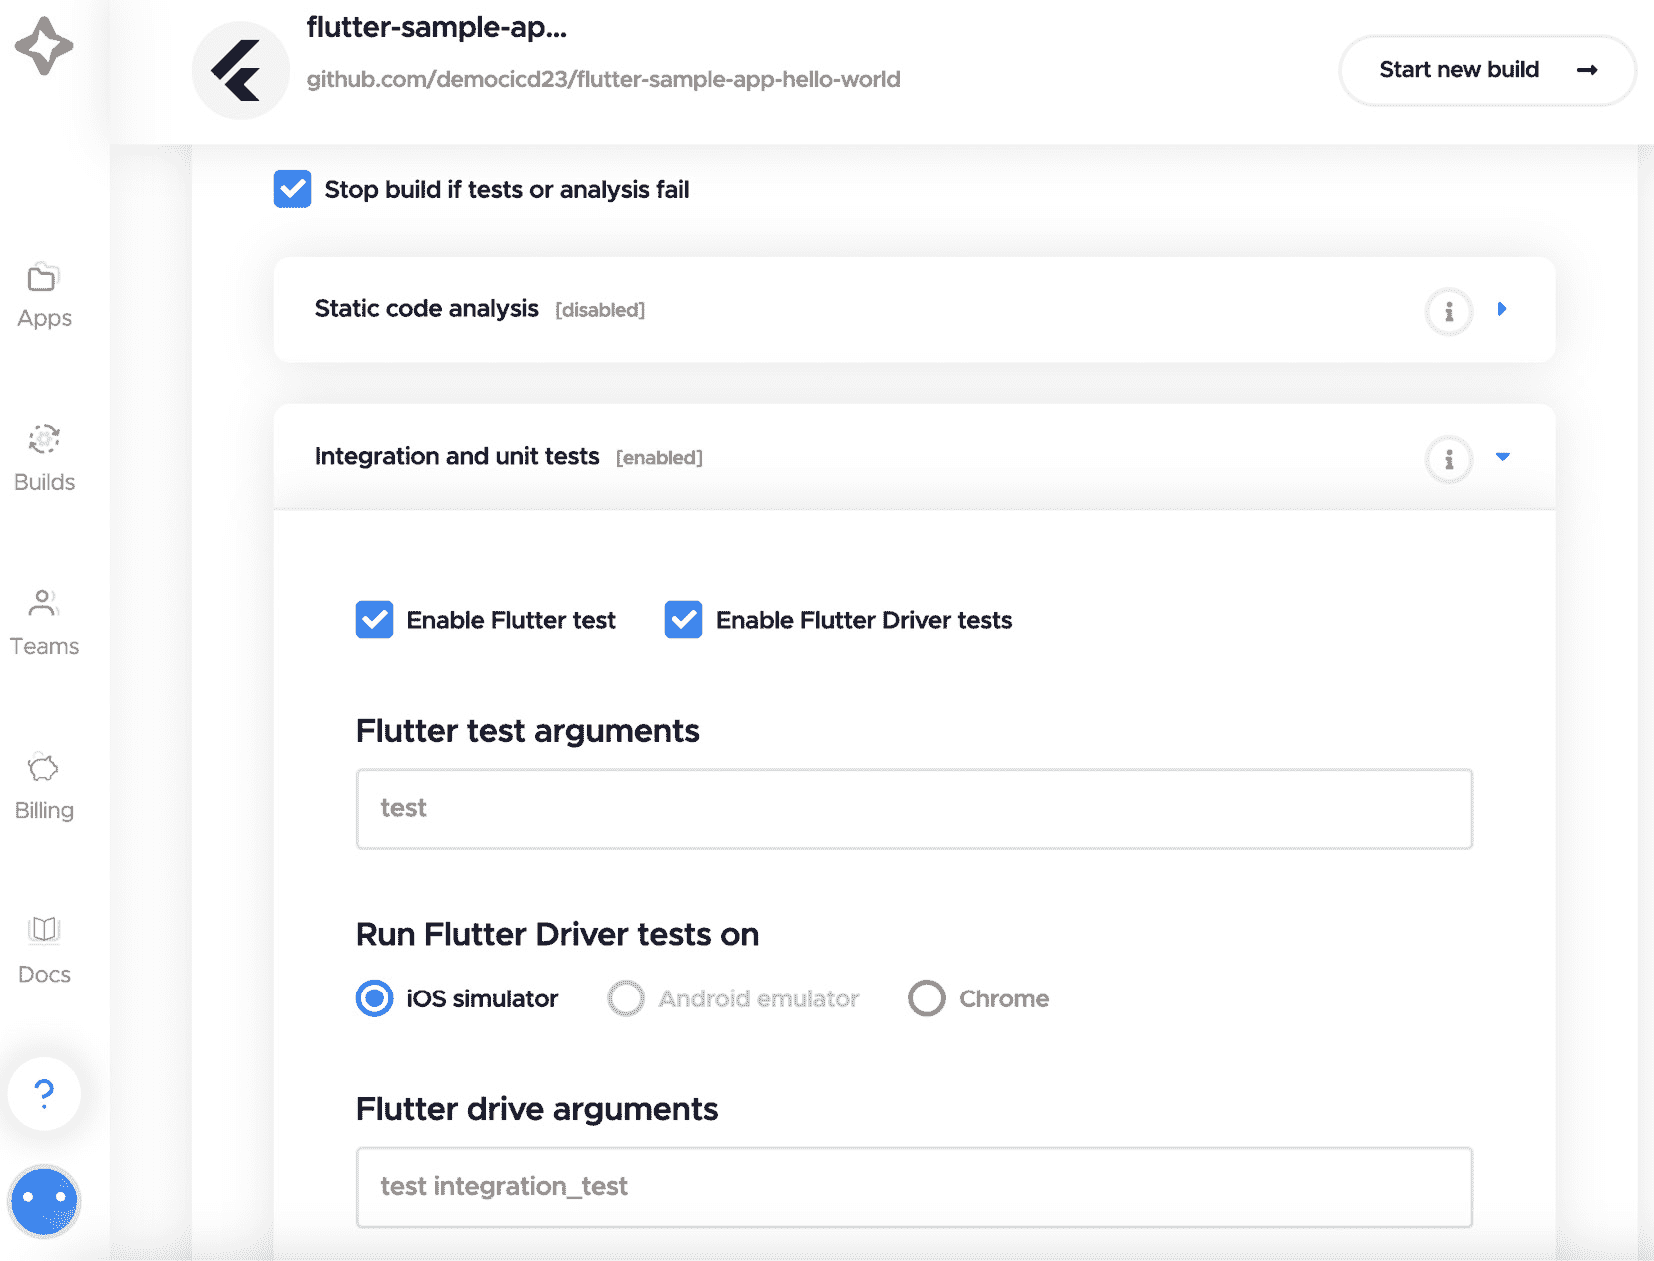 flutter-sample-ap...
github.com/democicd23/flutter-sample-app-hello-world
Start new build
Stop build if tests or analysis fail
Static code analysis [disabled]
Integration and unit tests [enabled]
Enable Flutter test
Enable Flutter Driver tests
Flutter test arguments
test
Run Flutter Driver tests on
iOS simulator
Android emulator
Chrome
Flutter drive arguments
test integration_test
Apps
Builds
Teams
Billing
Docs
?